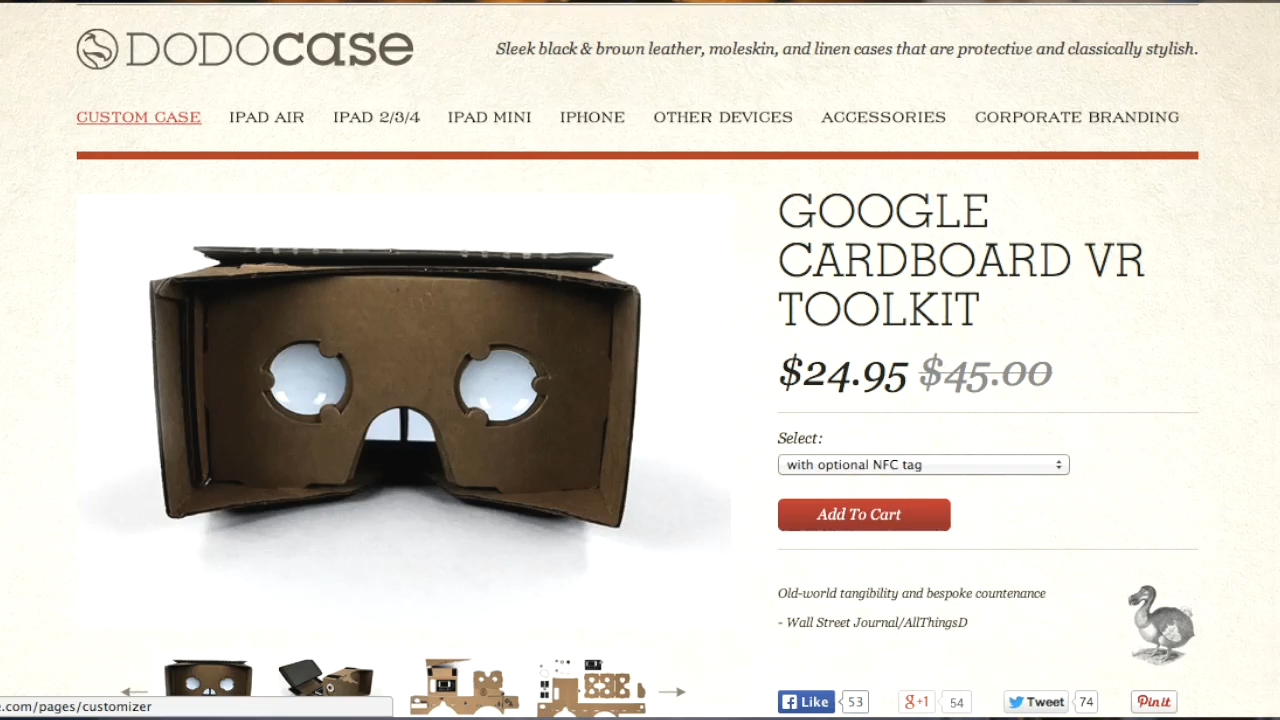 DODOcase
Sleek black & brown leather, moleskin, and linen cases that are protective and classically stylish.
CUSTOM CASE IPAD AIR IPAD 2/3/4 IPAD MINI IPHONE OTHER DEVICES ACCESSORIES CORPORATE BRANDING
GOOGLE
CARDBOARD VR
TOOLKIT
$24.95 $45.00
Select:
with optional NFC tag
Add To Cart
Old-world tangibility and bespoke countenance
- Wall Street Journal/AllThingsD
Like 53 g+1 54 Tweet 74 Pin it
.com/pages/customizer